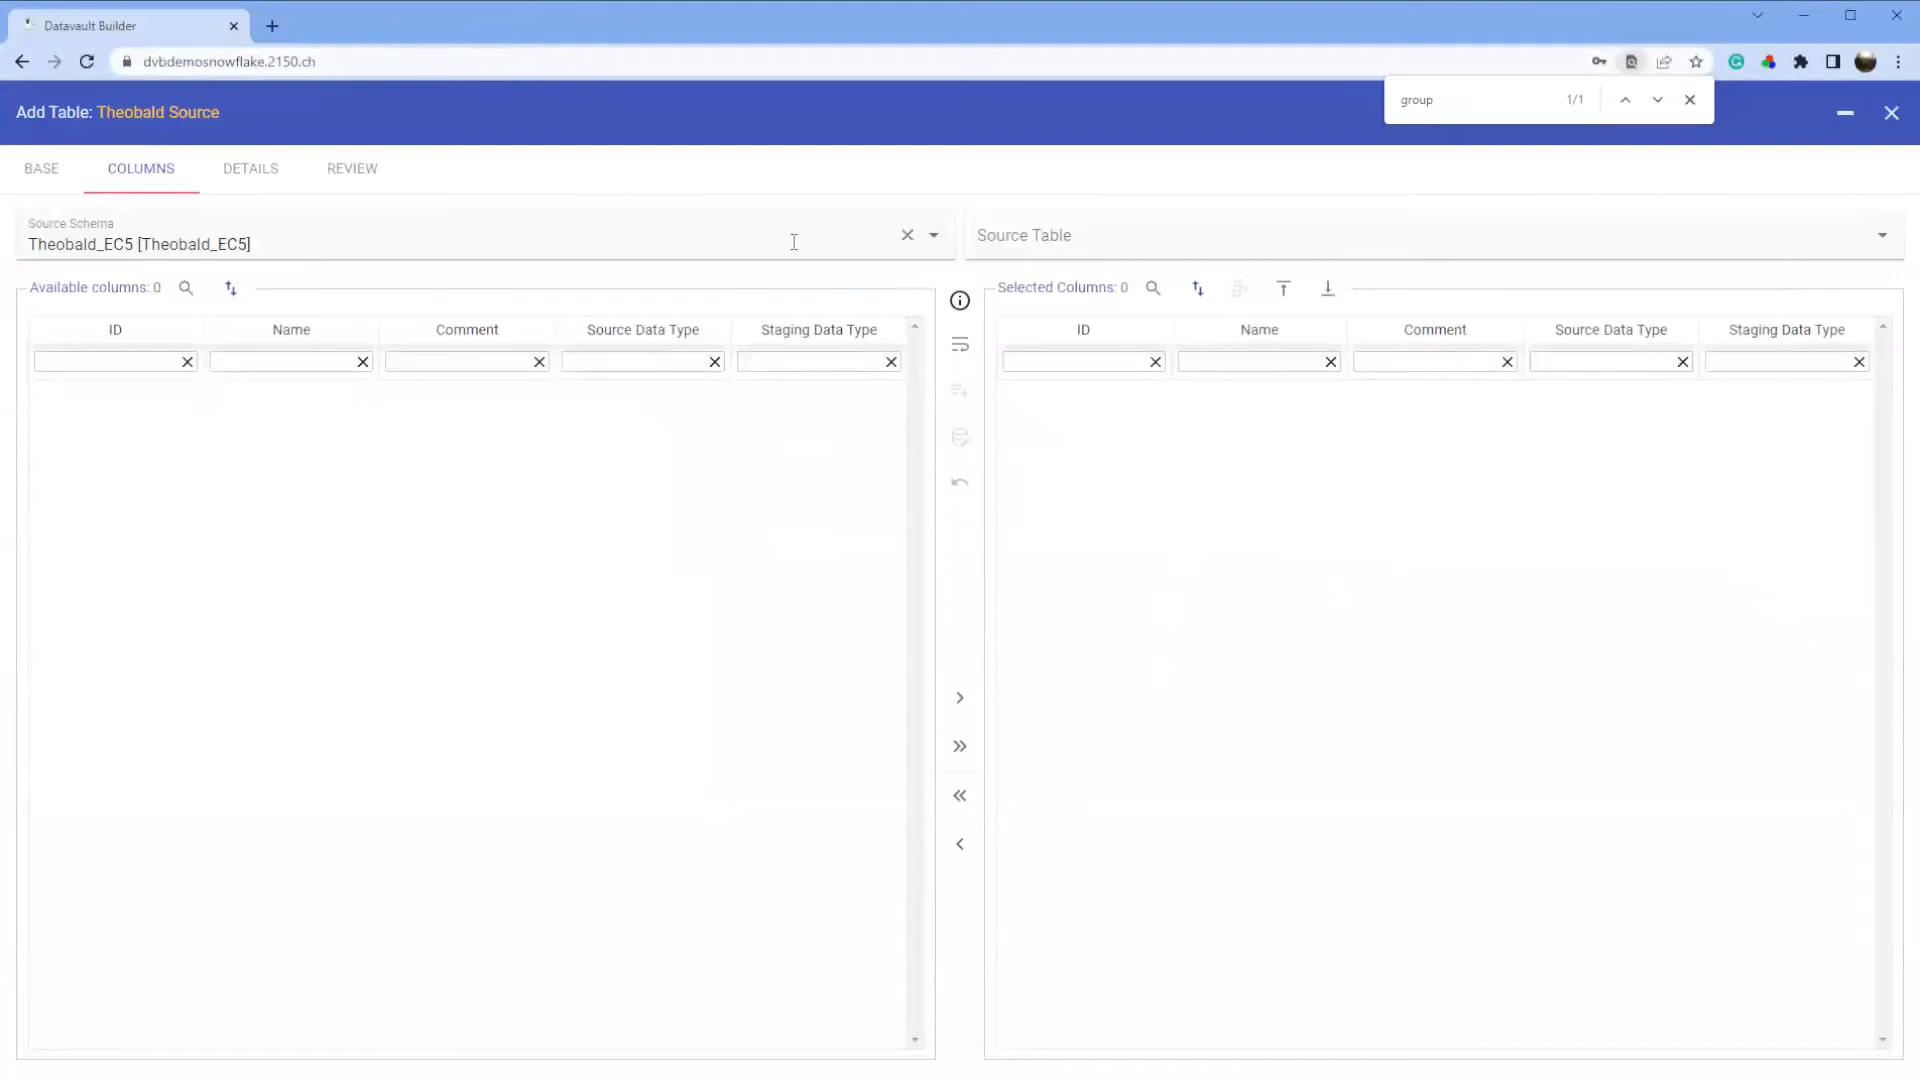 Datavault Builder
dvbdemosnowflake.2150.ch
group 1/1
Add Table: Theobald Source
BASE COLUMNS DETAILS REVIEW
Source Schema
Theobald_EC5 [Theobald_EC5]
Source Table
Available columns: 0
Selected Columns: 0
ID Name Comment Source Data Type Staging Data Type
ID Name Comment Source Data Type Staging Data Type